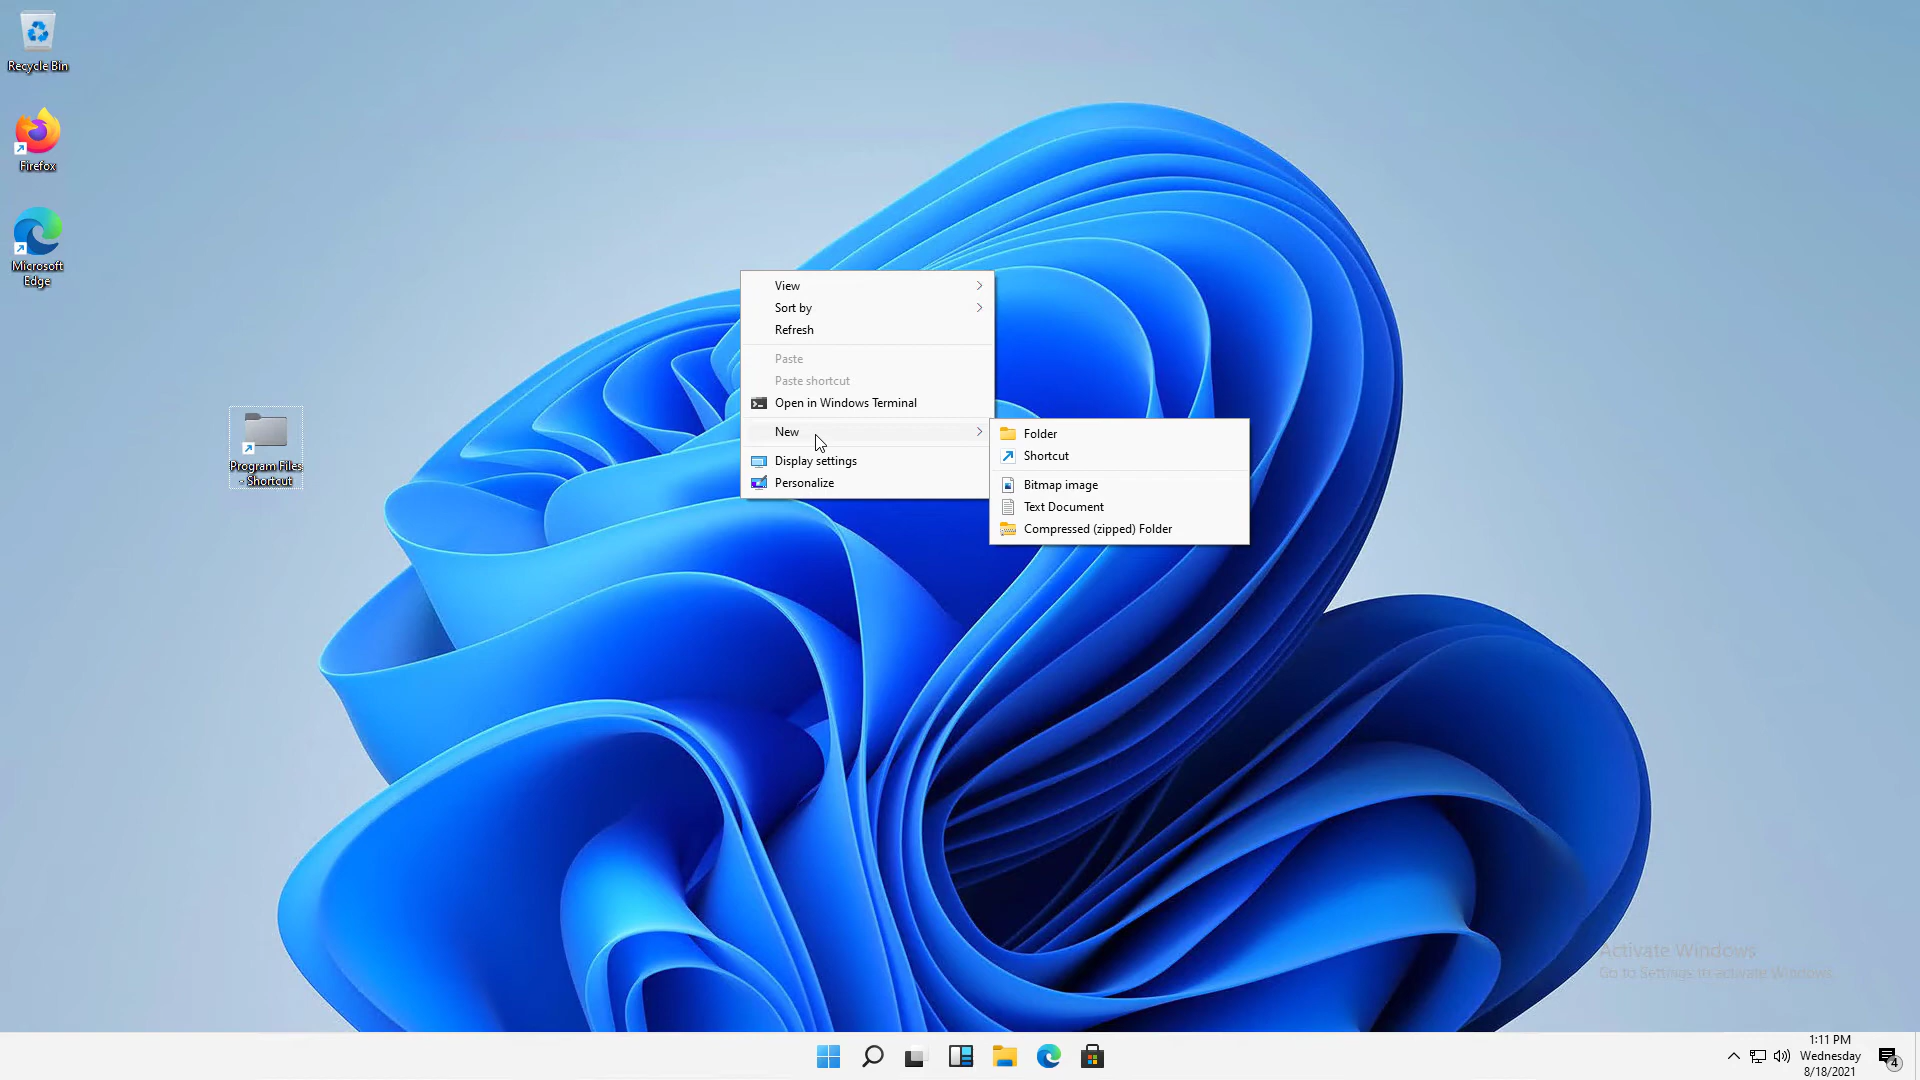 Recycle Bin
Firefox
Microsoft
Edge
Program Files
- Shortcut
View
Sort by
Refresh
Paste
Paste shortcut
Open in Windows Terminal
New
Display settings
Personalize
Folder
Shortcut
Bitmap image
Text Document
Compressed (zipped) Folder
Activate Windows
Go to Settings to activate Windows.
1:11 PM
Wednesday
8/18/2021
4